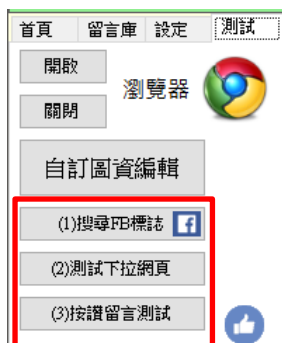 首頁 留言庫 設定 測試
開啟
瀏覽器
關閉
自訂圖資編輯
(1)搜尋FB標誌
(2)測試下拉網頁
(3)按讚留言測試